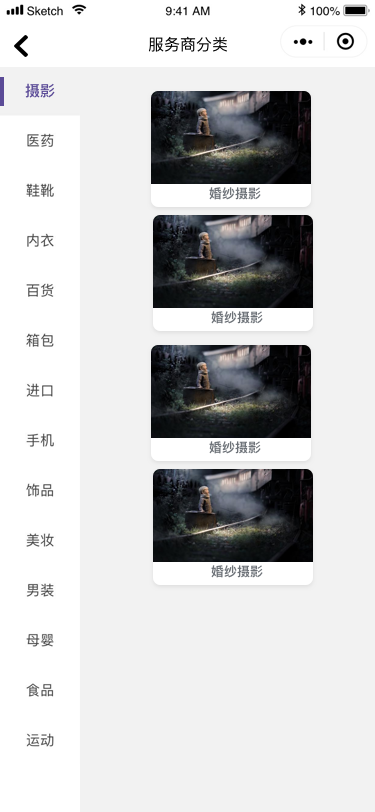 Sketch 9:41 AM 100%
服务商分类
摄影
医药
鞋靴
内衣
百货
箱包
进口
手机
饰品
美妆
男装
母婴
食品
运动
婚纱摄影
婚纱摄影
婚纱摄影
婚纱摄影